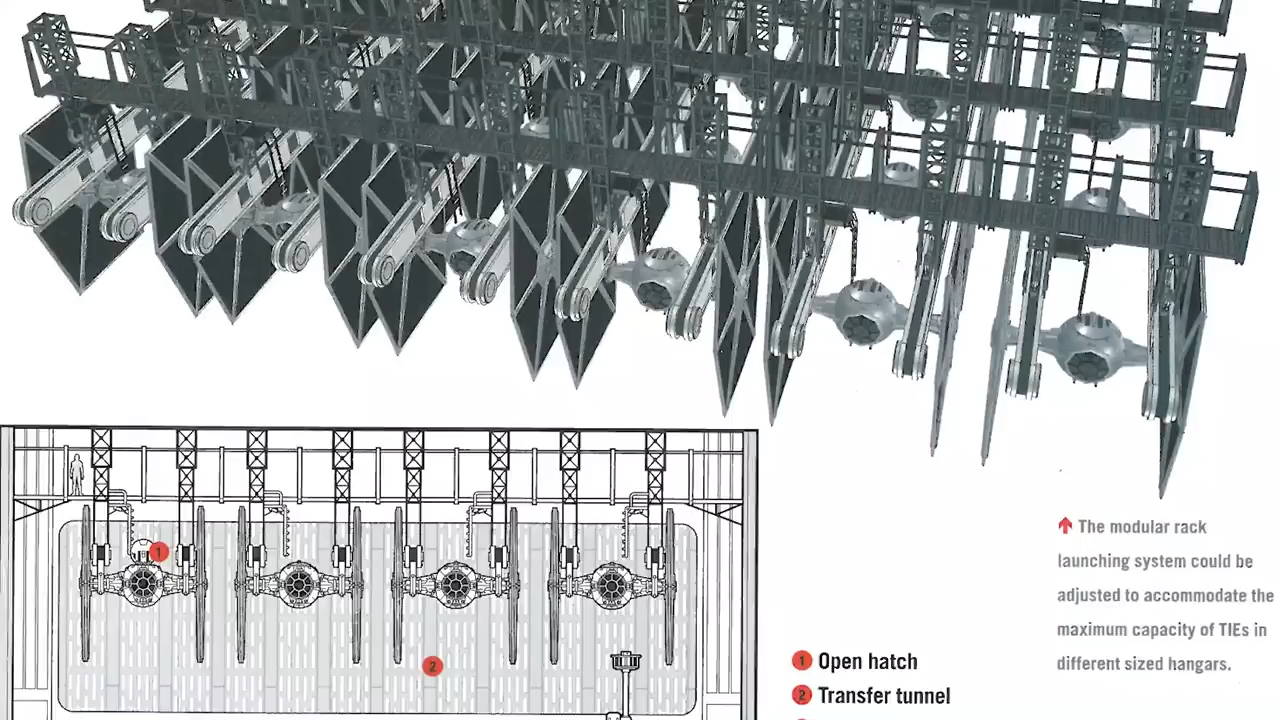 1
2
The modular rack
launching system could be
adjusted to accommodate the
maximum capacity of TIEs in
different sized hangars.
1 Open hatch
2 Transfer tunnel